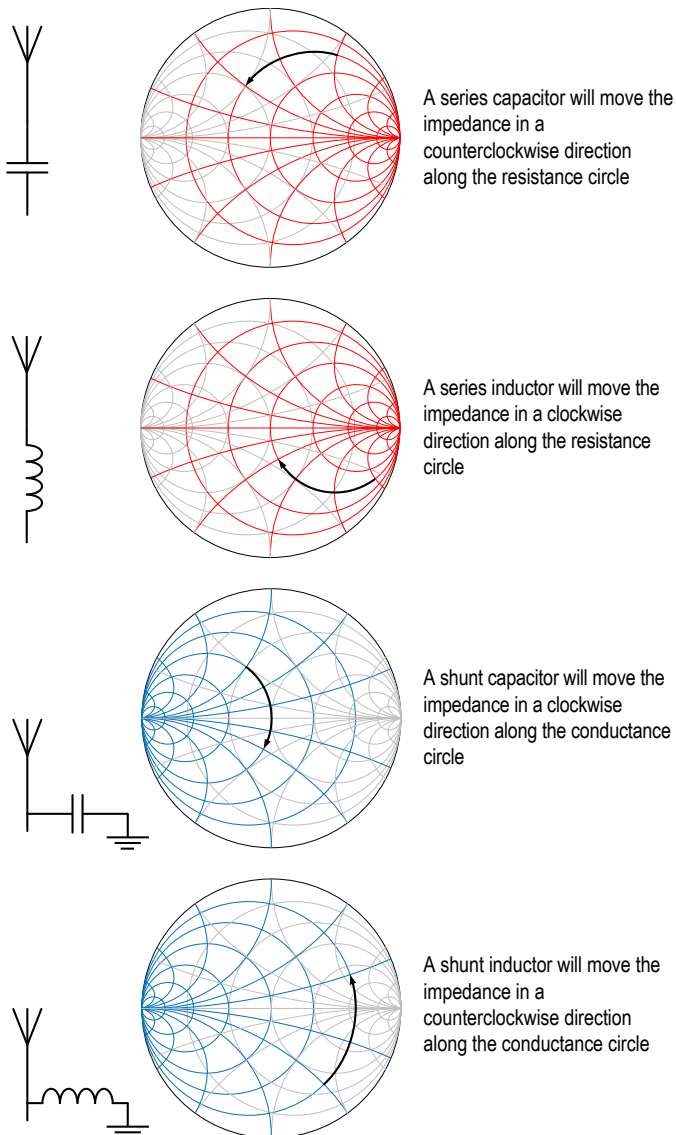 A series capacitor will move the
impedance in a
counterclockwise direction
along the resistance circle
A series inductor will move the
impedance in a clockwise
direction along the resistance
circle
A shunt capacitor will move the
impedance in a clockwise
direction along the conductance
circle
A shunt inductor will move the
impedance in a
counterclockwise direction
along the conductance circle